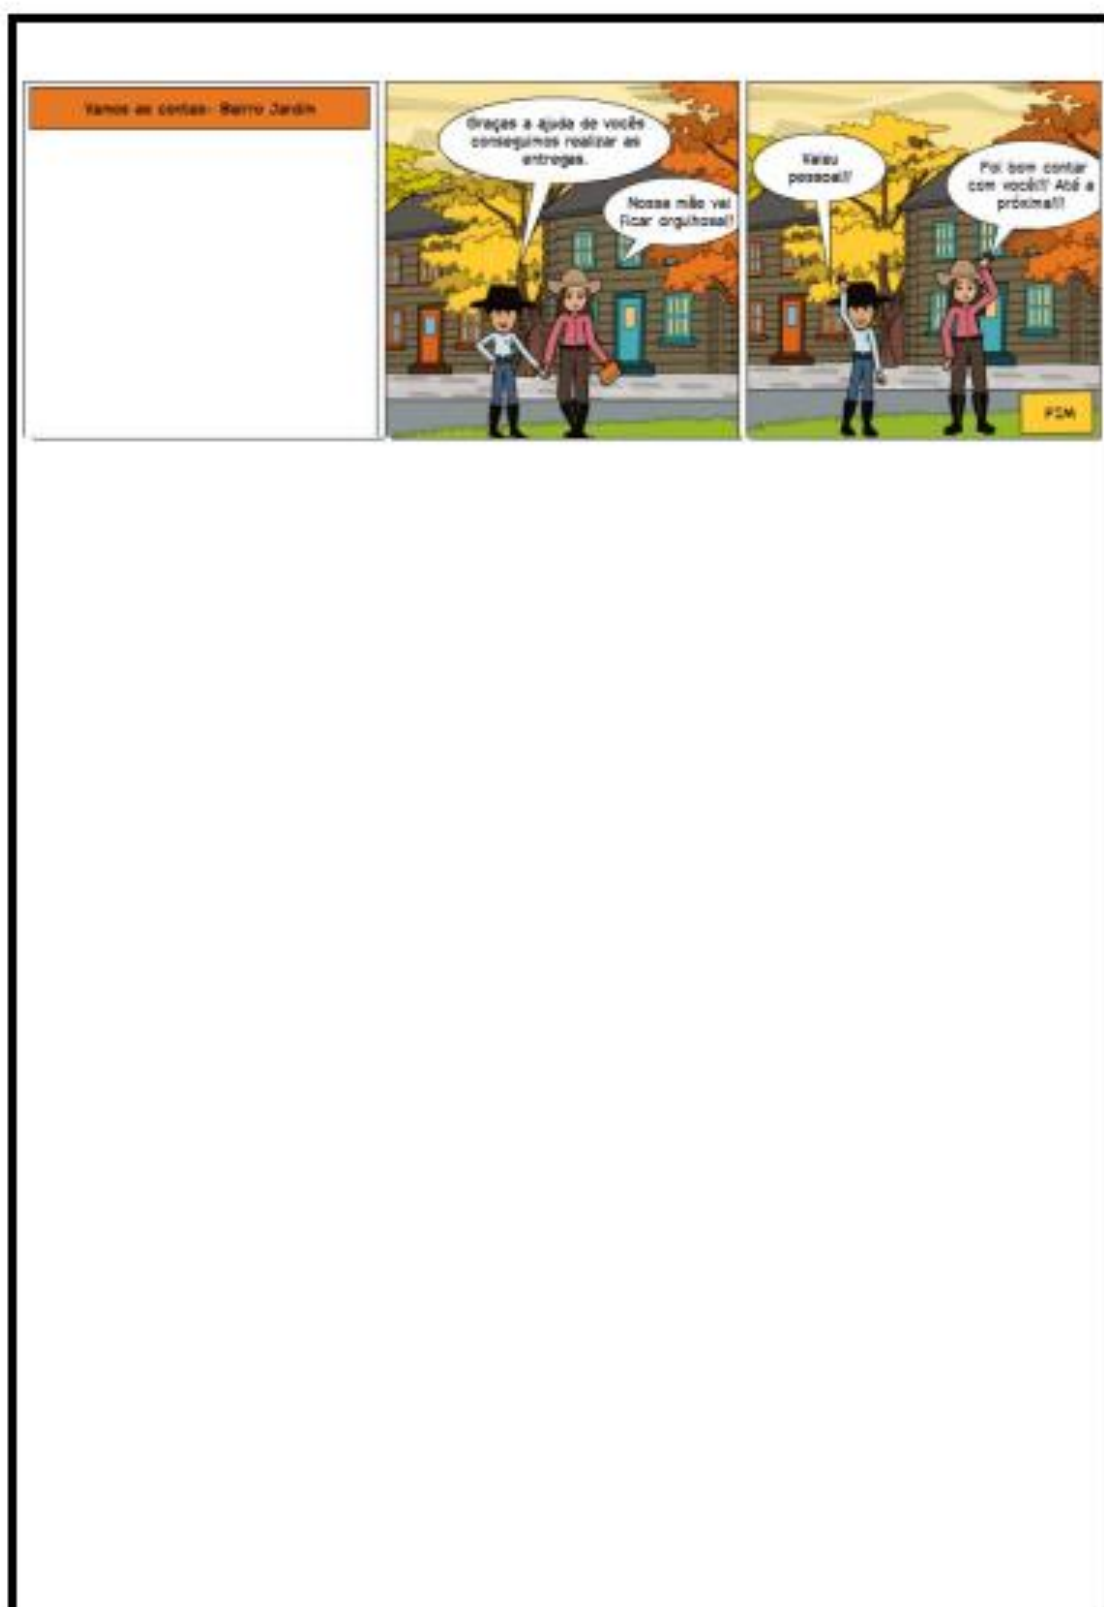 Vamos as contas: Bairro Jardim
Graças a ajuda de vocês
conseguimos realizar as
entregas.
Nossa mãe vai
ficar orgulhosa!!
Valeu
pessoal!!
Foi bom contar
com você!! Até a
próxima!!!
FIM